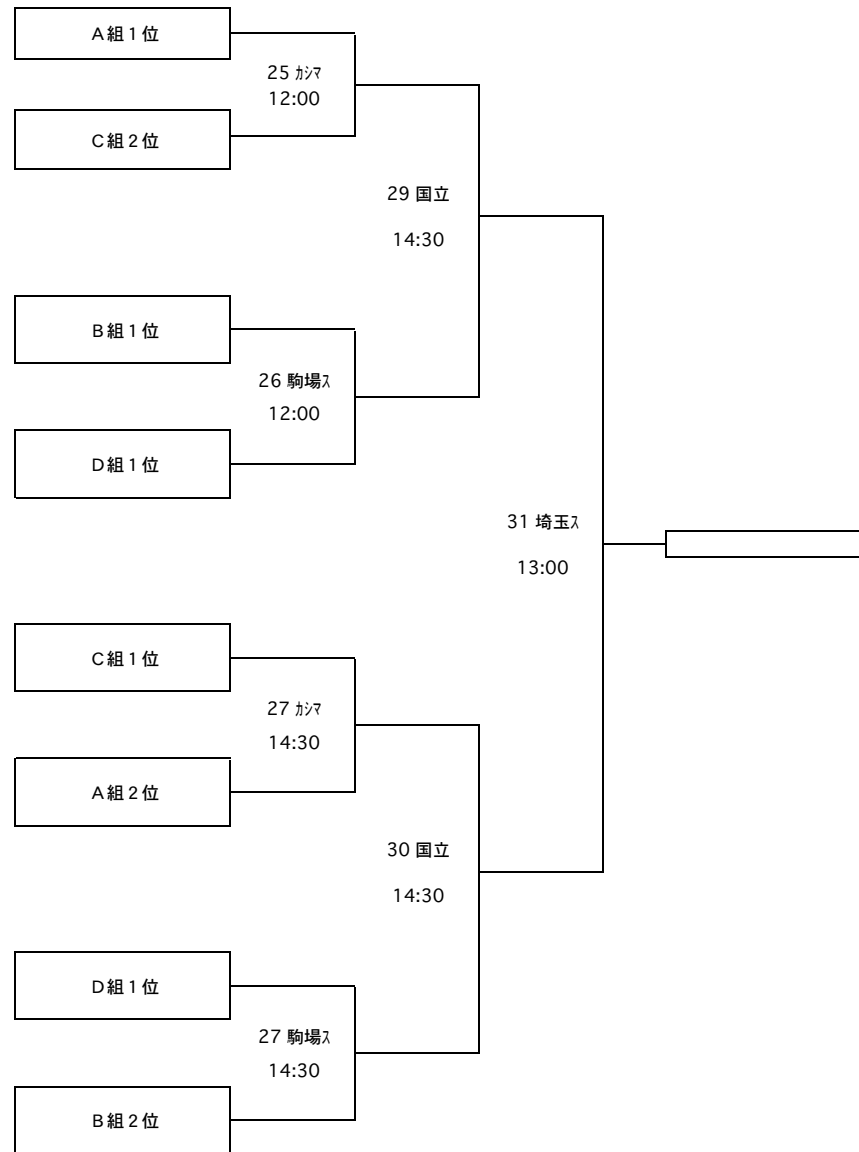 A組1位
25 ｶｼﾏ
12:00
C組2位
29 国立
14:30
B組1位
26 駒場ｽ
12:00
D組1位
31 埼玉ｽ
13:00
C組1位
27 ｶｼﾏ
14:30
A組2位
30 国立
14:30
D組1位
27 駒場ｽ
14:30
B組2位